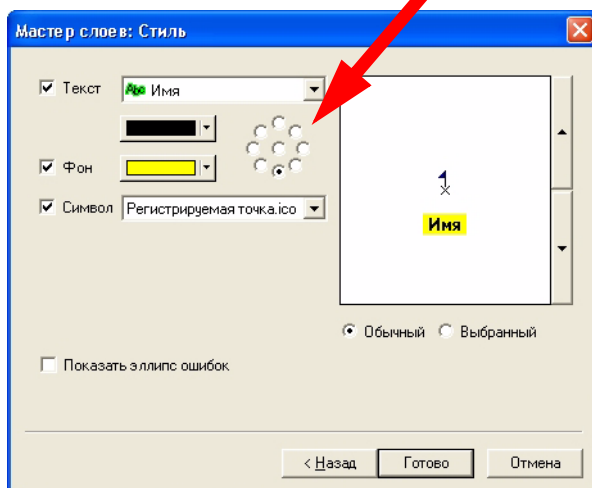 Мастер слоев: Стиль
Текст
Abc Имя
Фон
Символ
Регистрируемая точка.ico
Имя
Обычный
Выбранный
Показать эллипс ошибок
< Назад
Готово
Отмена